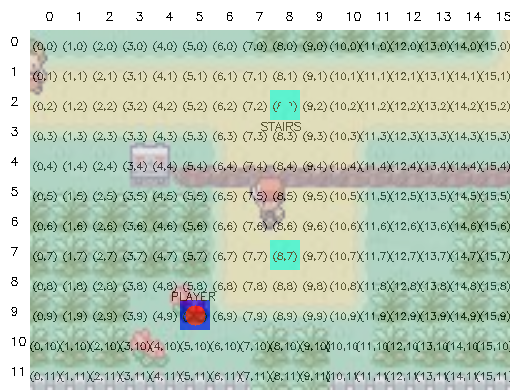 0 1 2 3 4 5 6 7 8 9 10 11 12 13 14 15
0 (0,0) (1,0) (2,0) (3,0) (4,0) (5,0) (6,0) (7,0) (8,0) (9,0) (10,0) (11,0) (12,0) (13,0) (14,0) (15,0)
1 (1,1) (2,1) (3,1) (4,1) (5,1) (6,1) (7,1) (8,1) (9,1) (10,1) (11,1) (12,1) (13,1) (14,1) (15,1)
2 (0,2) (1,2) (2,2) (3,2) (4,2) (5,2) (6,2) (7,2) (9,2) (10,2) (11,2) (12,2) (13,2) (14,2) (15,2)
STAIRS
3 (0,3) (1,3) (2,3) (3,3) (4,3) (5,3) (6,3) (7,3) (8,3) (9,3) (10,3) (11,3) (12,3) (13,3) (14,3) (15,3)
4 (0,4) (1,4) (2,4) (3,4) (4,4) (5,4) (6,4) (7,4) (8,4) (9,4) (10,4) (11,4) (12,4) (13,4) (14,4) (15,4)
5 (0,5) (1,5) (2,5) (3,5) (4,5) (5,5) (6,5) (7,5) (8,5) (9,5) (10,5) (11,5) (12,5) (13,5) (14,5) (15,5)
6 (0,6) (1,6) (2,6) (3,6) (4,6) (5,6) (6,6) (7,6) (8,6) (9,6) (10,6) (11,6) (12,6) (13,6) (14,6) (15,6)
7 (0,7) (1,7) (2,7) (3,7) (4,7) (5,7) (6,7) (7,7) (8,7) (9,7) (10,7) (11,7) (12,7) (13,7) (14,7) (15,7)
8 (0,8) (1,8) (2,8) (3,8) (4,8) (5,8) (6,8) (7,8) (8,8) (9,8) (10,8) (11,8) (12,8) (13,8) (14,8) (15,8)
PLAYER
9 (0,9) (1,9) (2,9) (3,9) (4,9) (6,9) (7,9) (8,9) (9,9) (10,9) (11,9) (12,9) (13,9) (14,9) (15,9)
10 (0,10) (1,10) (2,10) (3,10) (4,10) (5,10) (6,10) (7,10) (8,10) (9,10) (10,10) (11,10) (12,10) (13,10) (14,10) (15,10)
11 (0,11) (1,11) (2,11) (3,11) (4,11) (5,11) (6,11) (7,11) (8,11) (9,11) (10,11) (11,11) (12,11) (13,11) (14,11) (15,11)